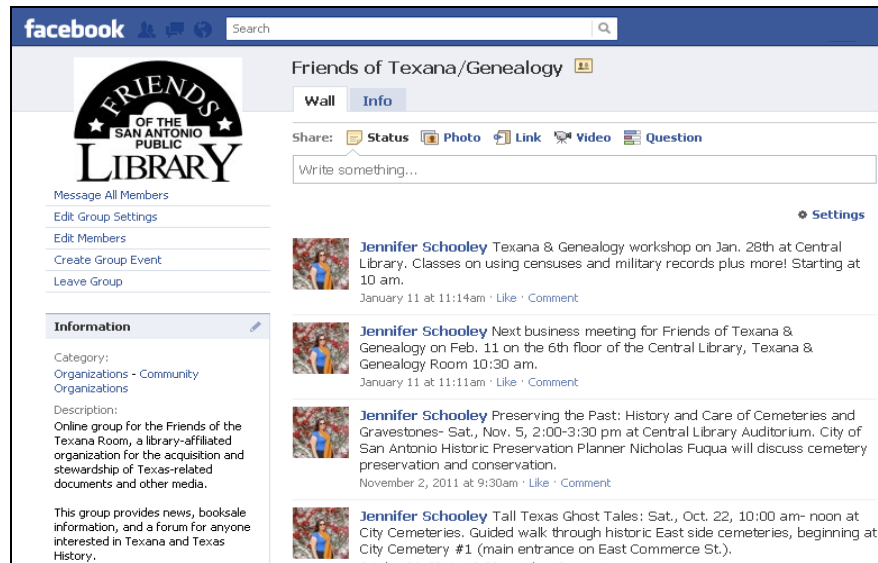 facebook
Search
FRIENDS
OF THE
SAN ANTONIO
PUBLIC
LIBRARY
Message All Members
Edit Group Settings
Edit Members
Create Group Event
Leave Group
Information
Category:
Organizations - Community
Organizations
Description:
Online group for the Friends of the
Texana Room, a library-affiliated
organization for the acquisition and
stewardship of Texas-related
documents and other media.
This group provides news, booksale
information, and a forum for anyone
interested in Texana and Texas
History.
Friends of Texana/Genealogy
Wall Info
Share: Status Photo Link Video Question
Write something...
Settings
Jennifer Schooley Texana & Genealogy workshop on Jan. 28th at Central
Library. Classes on using censuses and military records plus more! Starting at
10 am.
January 11 at 11:14am · Like · Comment
Jennifer Schooley Next business meeting for Friends of Texana &
Genealogy on Feb. 11 on the 6th floor of the Central Library, Texana &
Genealogy Room 10:30 am.
January 11 at 11:11am · Like · Comment
Jennifer Schooley Preserving the Past: History and Care of Cemeteries and
Gravestones- Sat., Nov. 5, 2:00-3:30 pm at Central Library Auditorium. City of
San Antonio Historic Preservation Planner Nicholas Fuqua will discuss cemetery
preservation and conservation.
November 2, 2011 at 9:30am · Like · Comment
Jennifer Schooley Tall Texas Ghost Tales: Sat., Oct. 22, 10:00 am- noon at
City Cemeteries. Guided walk through historic East side cemeteries, beginning at
City Cemetery #1 (main entrance on East Commerce St.).